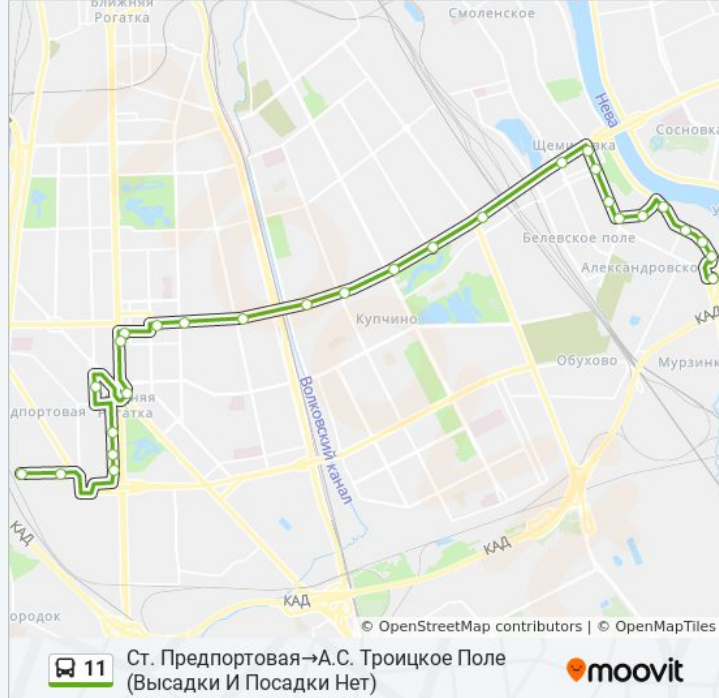 БЛИЖНЯЯ
Рогатка
Смоленское
Нева
Сосновка
Щемиловка
Белевское поле
Александровско
КАД
Купчино
Обухово
Мурзинк
дпортовая
Рогатка
Волковский канал
КАД
КАД
КАД
ородок
© OpenStreetMap contributors | © OpenMapTiles
11
Ст. Предпортовая→А.С. Троицкое Поле
(Высадки И Посадки Нет)
moovit